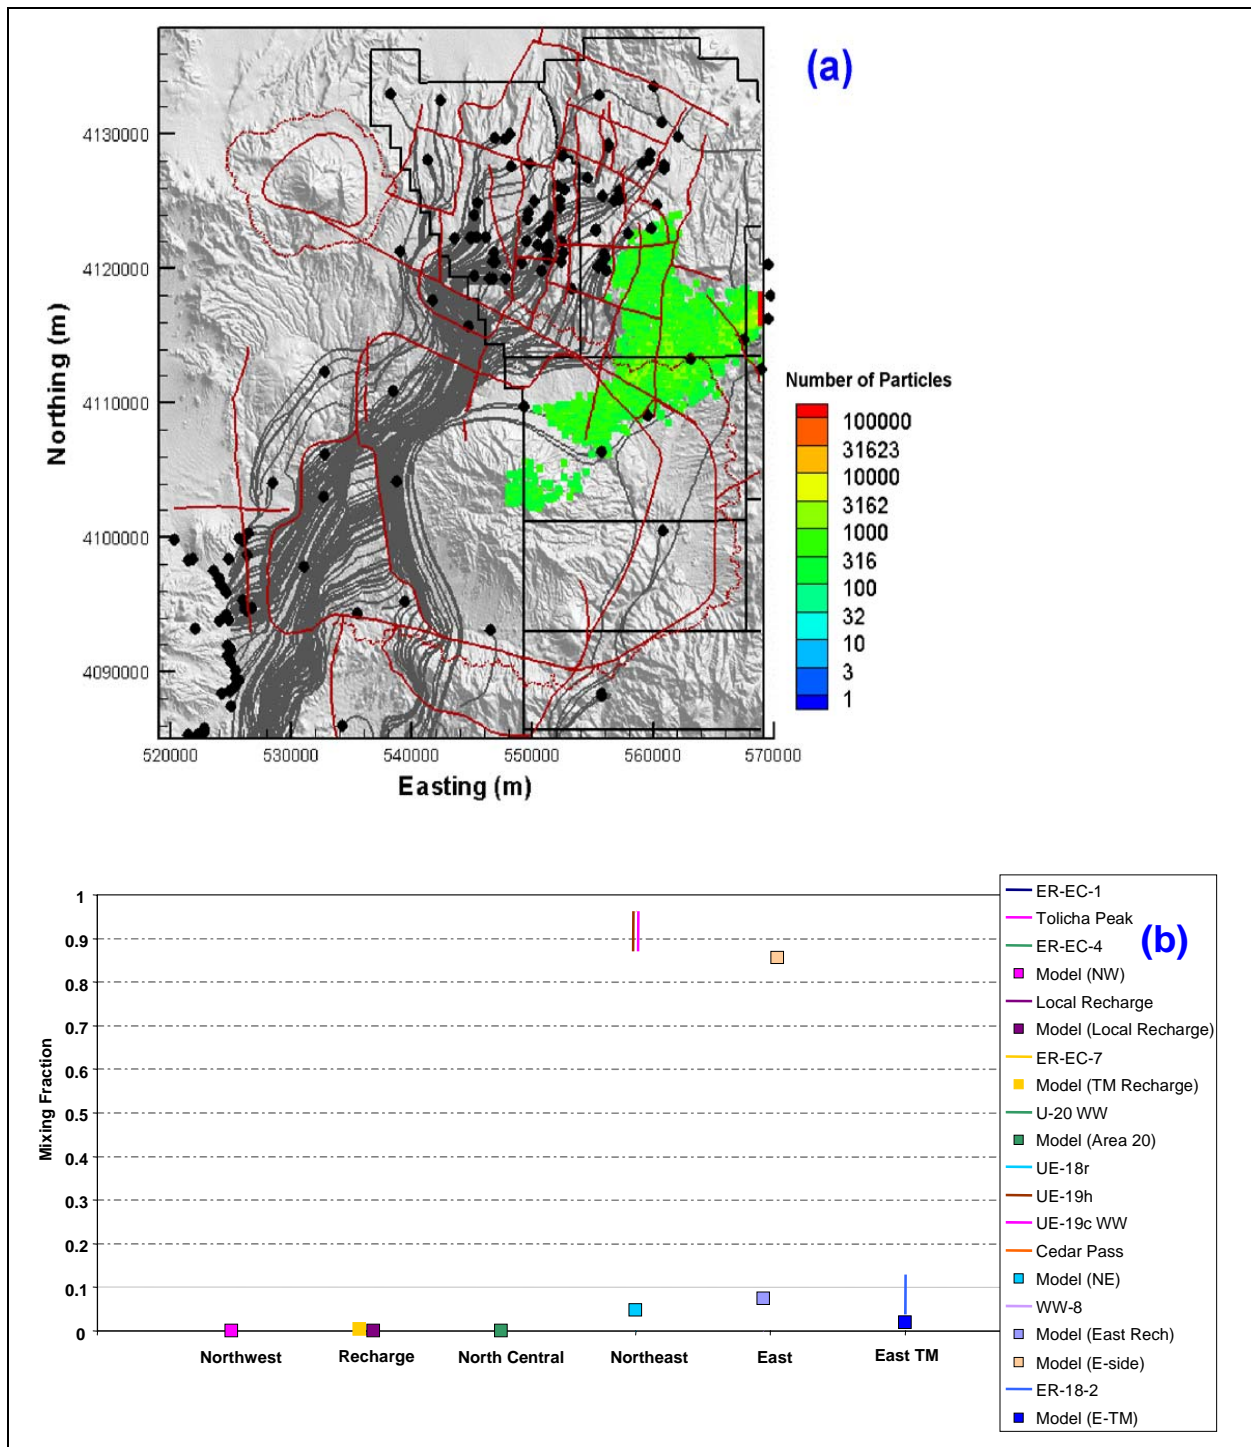 (a)
4130000
4120000
4110000
4100000
4090000
Northing (m)
520000 530000 540000 550000 560000 570000
Easting (m)
Number of Particles
100000
31623
10000
3162
1000
316
100
32
10
3
1
(b)
1
0.9
0.8
0.7
0.6
0.5
0.4
0.3
0.2
0.1
0
Mixing Fraction
Northwest Recharge North Central Northeast East East TM
ER-EC-1
Tolicha Peak
ER-EC-4
Model (NW)
Local Recharge
Model (Local Recharge)
ER-EC-7
Model (TM Recharge)
U-20 WW
Model (Area 20)
UE-18r
UE-19h
UE-19c WW
Cedar Pass
Model (NE)
WW-8
Model (East Rech)
Model (E-side)
ER-18-2
Model (E-TM)